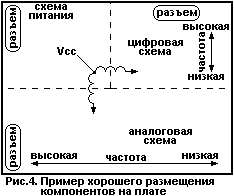 разъем
схема
питания
разъем
высокая
Vcc
цифровая
схема
частота
низкая
разъем
аналоговая
схема
высокая
частота
низкая
Рис.4. Пример хорошего размещения
компонентов на плате